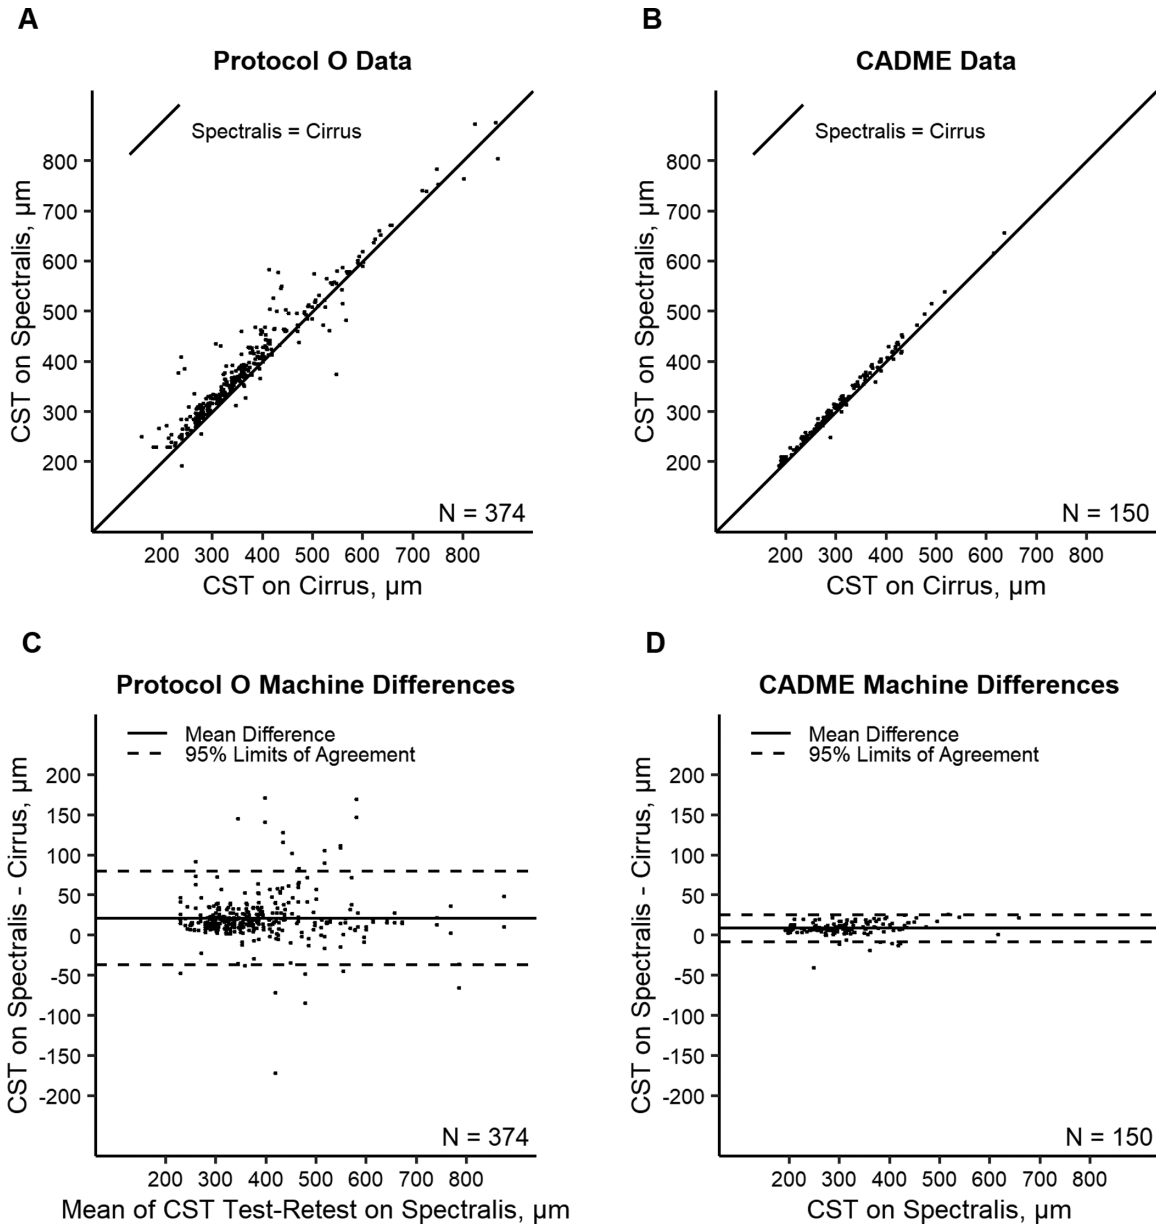 A
Protocol O Data
Spectralis = Cirrus
CST on Spectralis, µm
800
700
600
500
400
300
200
N = 374
200 300 400 500 600 700 800
CST on Cirrus, µm
B
CADME Data
Spectralis = Cirrus
CST on Spectralis, µm
800
700
600
500
400
300
200
N = 150
200 300 400 500 600 700 800
CST on Cirrus, µm
C
Protocol O Machine Differences
Mean Difference
95% Limits of Agreement
CST on Spectralis - Cirrus, µm
200
150
100
50
0
-50
-100
-150
-200
N = 374
200 300 400 500 600 700 800
Mean of CST Test-Retest on Spectralis, µm
D
CADME Machine Differences
Mean Difference
95% Limits of Agreement
CST on Spectralis - Cirrus, µm
200
150
100
50
0
-50
-100
-150
-200
N = 150
200 300 400 500 600 700 800
CST on Spectralis, µm